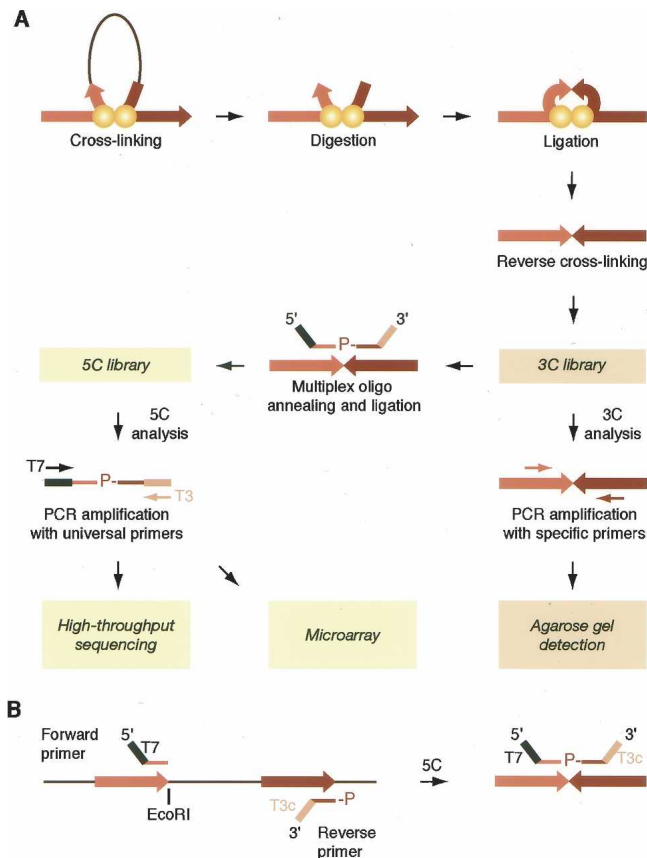 A
Cross-linking
Digestion
Ligation
Reverse cross-linking
5'
3'
P-
5C library
Multiplex oligo
annealing and ligation
3C library
5C
analysis
3C
analysis
T7
P-
T3
PCR amplification
with universal primers
PCR amplification
with specific primers
High-throughput
sequencing
Microarray
Agarose gel
detection
B
Forward
primer
5'
T7
EcoRI
T3c
-P
3'
Reverse
primer
5C
5'
3'
T7
P-
T3c